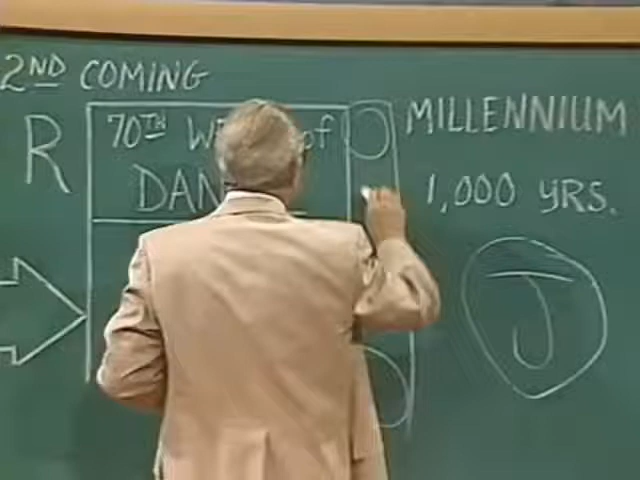 2ND COMING
R
70TH W of
DAN
MILLENNIUM
1,000 YRS.
J